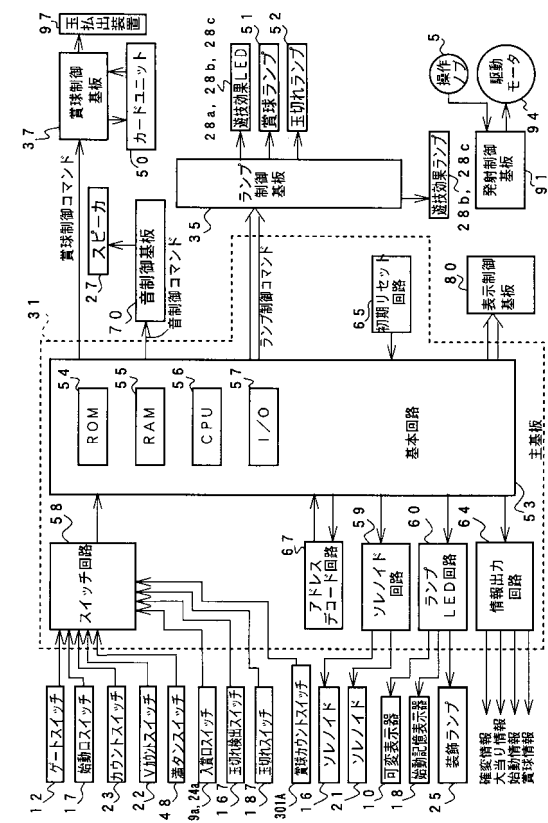 12
ゲートスイッチ
17
始動口スイッチ
23
カウントスイッチ
22
Vカウントスイッチ
48
満タンスイッチ
9a,24a
入賞口スイッチ
167
玉切れ検出スイッチ
187
玉切れスイッチ
301A
賞球カウントスイッチ
16
ソレノイド
21
ソレノイド
10
可変表示器
18
始動記憶表示器
25
装飾ランプ
確変情報
大当り情報
始動情報
賞球情報
58
スイッチ回路
67
アドレス
デコード回路
59
ソレノイド
回路
60
ランプ
LED回路
64
情報出力
回路
31
54
ROM
55
RAM
56
CPU
57
I/O
基本回路
53
主基板
65
初期リセット
回路
賞球制御コマンド
音制御コマンド
ランプ制御コマンド
97
玉払出装置
37
賞球制御
基板
カードユニット
50
27
スピーカ
70
音制御基板
35
ランプ
制御基板
28a, 28b, 28c
遊技効果LED
51
賞球ランプ
52
玉切れランプ
遊技効果ランプ
28b, 28c
80
表示制御
基板
5
操作
ノブ
駆動
モータ
94
発射制御
基板
91